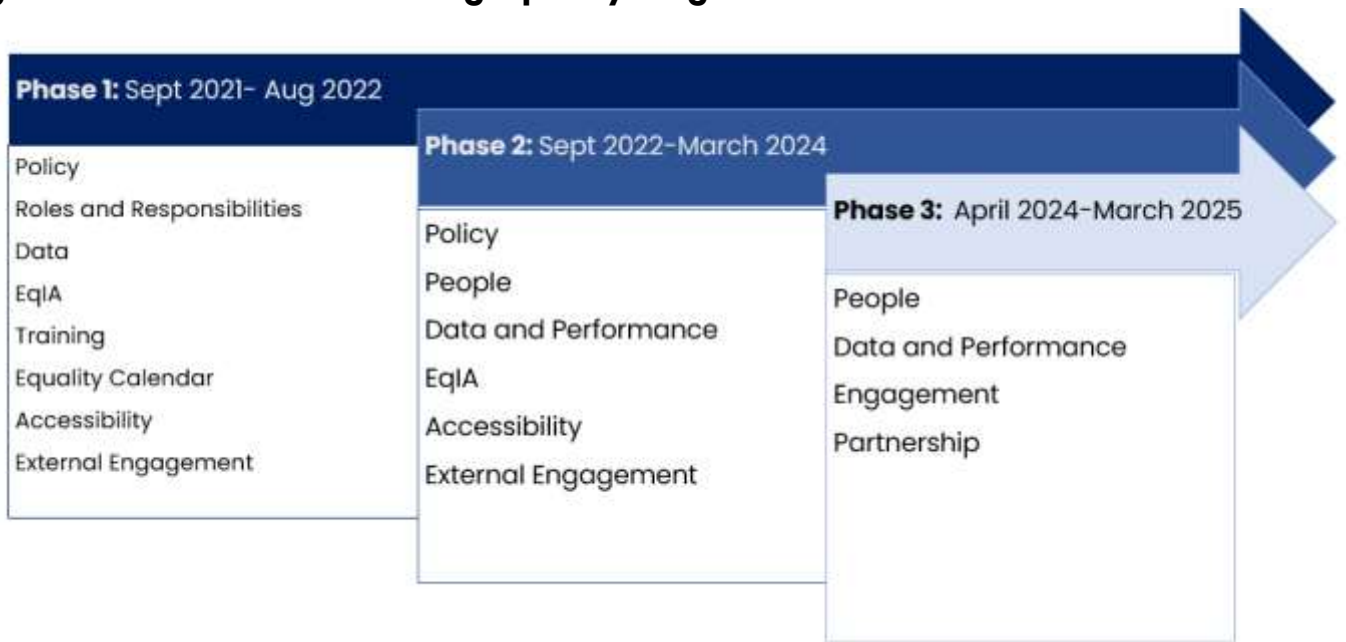 Phase 1: Sept 2021- Aug 2022
Policy
Roles and Responsibilities
Data
EqIA
Training
Equality Calendar
Accessibility
External Engagement
Phase 2: Sept 2022-March 2024
Policy
People
Data and Performance
EqIA
Accessibility
External Engagement
Phase 3: April 2024-March 2025
People
Data and Performance
Engagement
Partnership